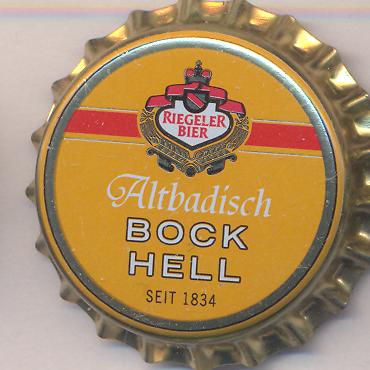 RIEGELER
BIER
Altbadisch
BOCK
HELL
SEIT 1834